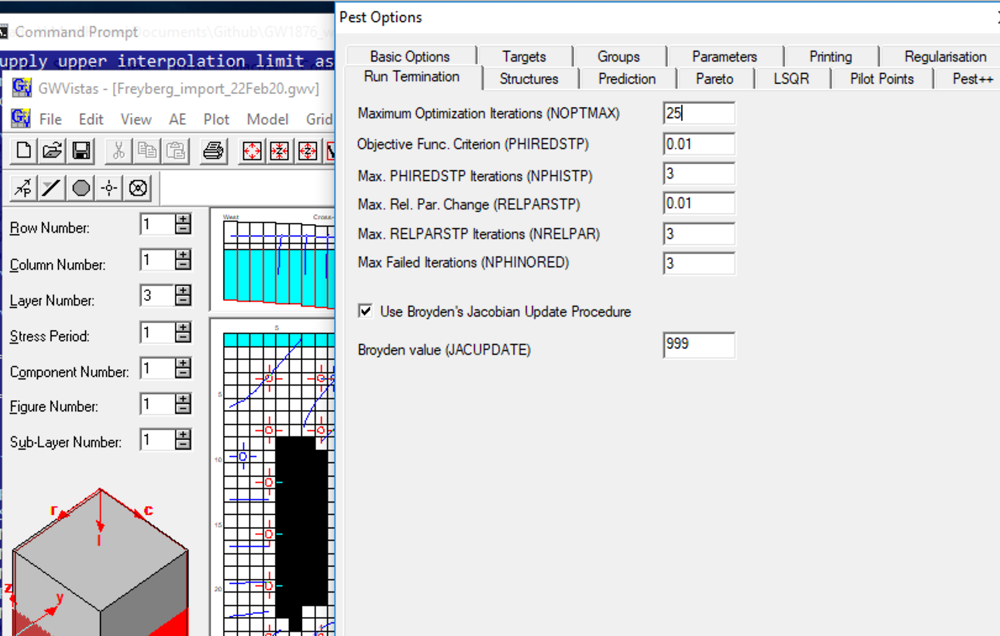 Command Prompt Documents\Github\GW1876_w
upply upper interpolation limit as
GWVistas - [Freyberg_import_22Feb20.gwv]
File Edit View AE Plot Model Grid
P
Row Number: 1
Column Number: 1
Layer Number: 3
Stress Period: 1
Component Number: 1
Figure Number: 1
Sub-Layer Number: 1
r c
l
z
y
West Cross-
5
5
10
15
20
Pest Options
Basic Options Targets Groups Parameters Printing Regularisation
Run Termination Structures Prediction Pareto LSQR Pilot Points Pest++
Maximum Optimization Iterations (NOPTMAX) 25
Objective Func. Criterion (PHIREDSTP) 0.01
Max. PHIREDSTP Iterations (NPHISTP) 3
Max. Rel. Par. Change (RELPARSTP) 0.01
Max. RELPARSTP Iterations (NRELPAR) 3
Max Failed Iterations (NPHINORED) 3
Use Broyden's Jacobian Update Procedure
Broyden value (JACUPDATE) 999